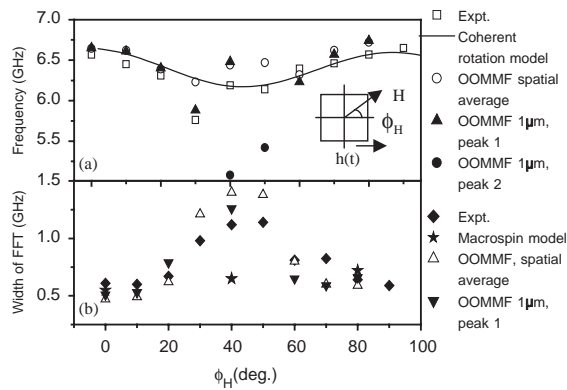 7.0
6.5
6.0
5.5
Frequency (GHz)
(a)
H
ϕH
h(t)
Expt.
Coherent
rotation model
OOMMF spatial
average
OOMMF 1μm,
peak 1
OOMMF 1μm,
peak 2
1.5
1.0
0.5
Width of FFT (GHz)
(b)
Expt.
Macrospin model
OOMMF, spatial
average
OOMMF 1μm,
peak 1
0 20 40 60 80 100
ϕH(deg.)